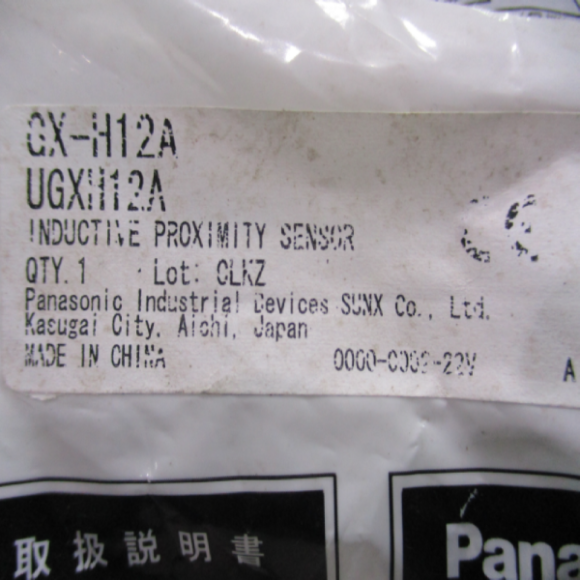 GX-H12A
UGXH12A
INDUCTIVE PROXIMITY SENSOR
QTY. 1 Lot: CLKZ
Panasonic Industrial Devices SUNX Co., Ltd.
Kasugai City, Aichi, Japan
MADE IN CHINA
A
取扱説明書
Pana